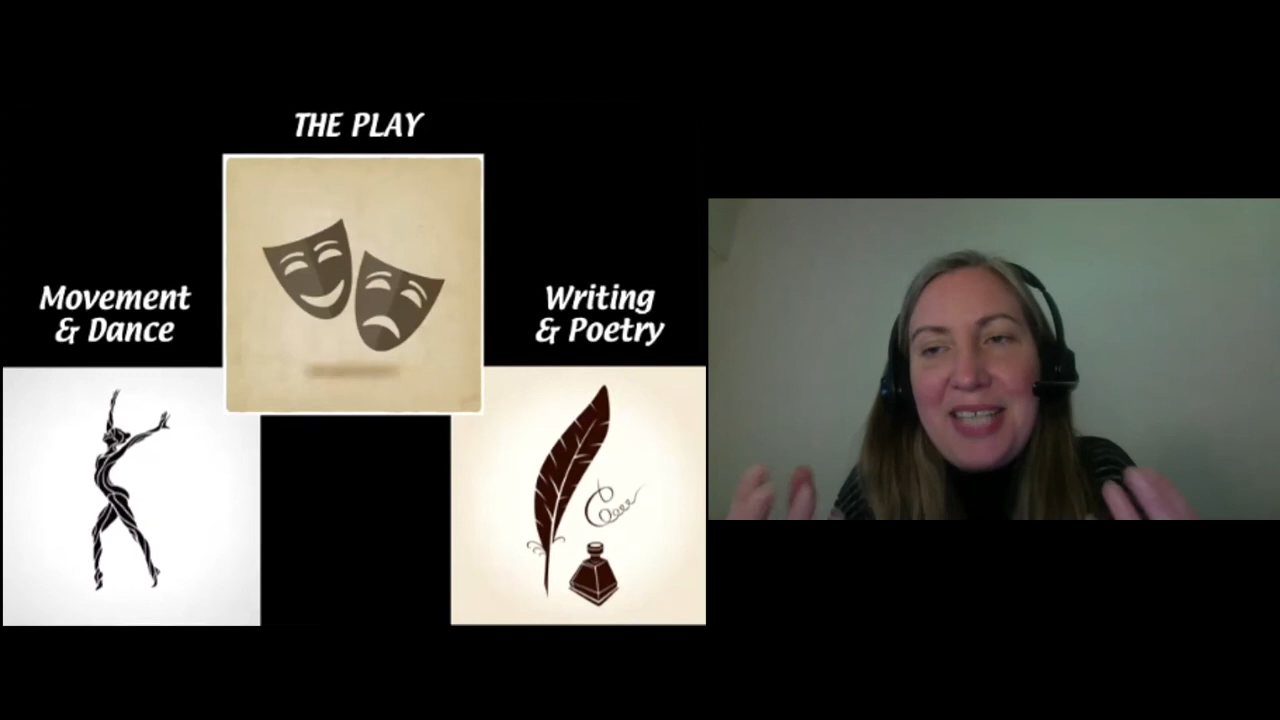 THE PLAY
Movement
& Dance
Writing
& Poetry